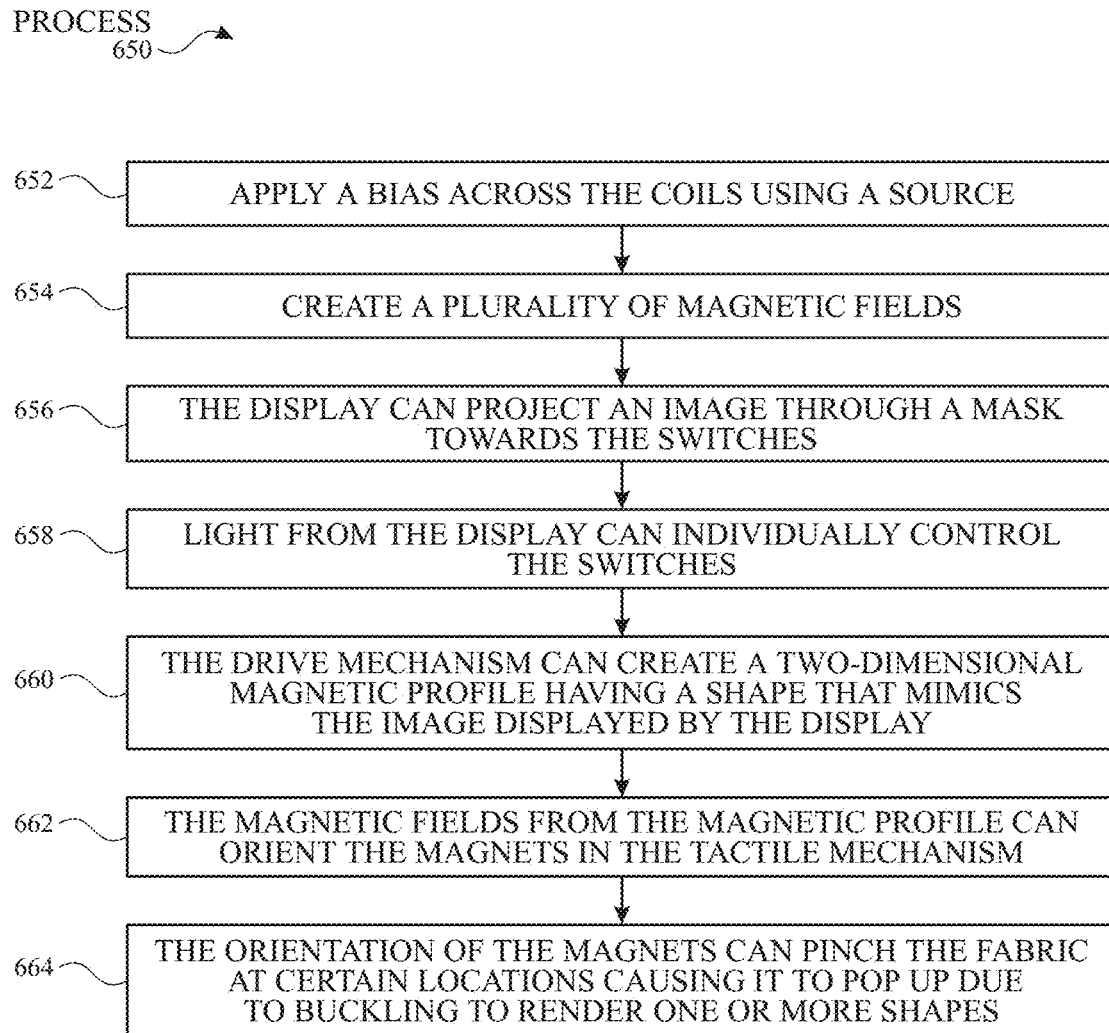 PROCESS
650
652
APPLY A BIAS ACROSS THE COILS USING A SOURCE
654
CREATE A PLURALITY OF MAGNETIC FIELDS
656
THE DISPLAY CAN PROJECT AN IMAGE THROUGH A MASK
TOWARDS THE SWITCHES
658
LIGHT FROM THE DISPLAY CAN INDIVIDUALLY CONTROL
THE SWITCHES
660
THE DRIVE MECHANISM CAN CREATE A TWO-DIMENSIONAL
MAGNETIC PROFILE HAVING A SHAPE THAT MIMICS
THE IMAGE DISPLAYED BY THE DISPLAY
662
THE MAGNETIC FIELDS FROM THE MAGNETIC PROFILE CAN
ORIENT THE MAGNETS IN THE TACTILE MECHANISM
664
THE ORIENTATION OF THE MAGNETS CAN PINCH THE FABRIC
AT CERTAIN LOCATIONS CAUSING IT TO POP UP DUE
TO BUCKLING TO RENDER ONE OR MORE SHAPES